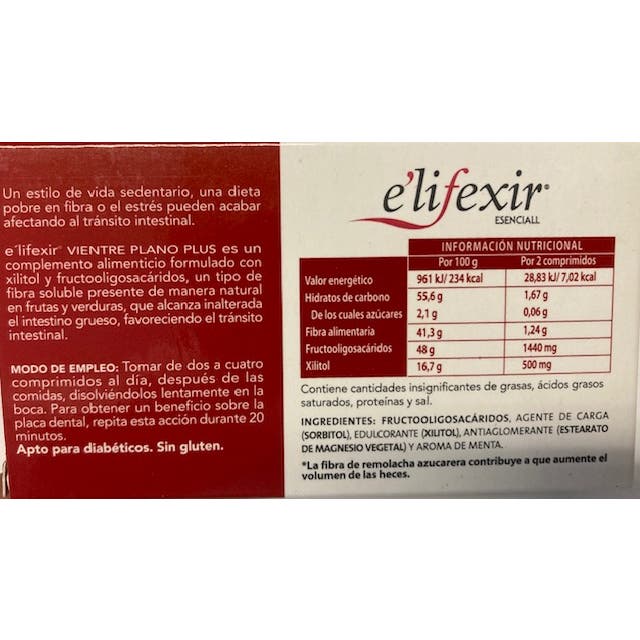 Un estilo de vida sedentario, una dieta
pobre en fibra o el estrés pueden acabar
afectando al tránsito intestinal.
e'lifexir® VIENTRE PLANO PLUS es un
complemento alimenticio formulado con
xilitol y fructooligosacáridos, un tipo de
fibra soluble presente de manera natural
en frutas y verduras, que alcanza inalterada
el intestino grueso, favoreciendo el tránsito
intestinal.
MODO DE EMPLEO: Tomar de dos a cuatro
comprimidos al día, después de las
comidas, disolviéndolos lentamente en la
boca. Para obtener un beneficio sobre la
placa dental, repita esta acción durante 20
minutos.
Apto para diabéticos. Sin gluten.
e'lifexir®
ESENCIALL
INFORMACIÓN NUTRICIONAL
Por 100 g Por 2 comprimidos
Valor energético 961 kJ/ 234 kcal 28,83 kJ/ 7,02 kcal
Hidratos de carbono 55,6 g 1,67 g
De los cuales azúcares 2,1 g 0,06 g
Fibra alimentaria 41,3 g 1,24 g
Fructooligosacáridos 48 g 1440 mg
Xilitol 16,7 g 500 mg
Contiene cantidades insignificantes de grasas, ácidos grasos
saturados, proteínas y sal.
INGREDIENTES: FRUCTOOLIGOSACÁRIDOS, AGENTE DE CARGA
(SORBITOL), EDULCORANTE (XILITOL), ANTIAGLOMERANTE (ESTEARATO
DE MAGNESIO VEGETAL) Y AROMA DE MENTA.
*La fibra de remolacha azucarera contribuye a que aumente el
volumen de las heces.